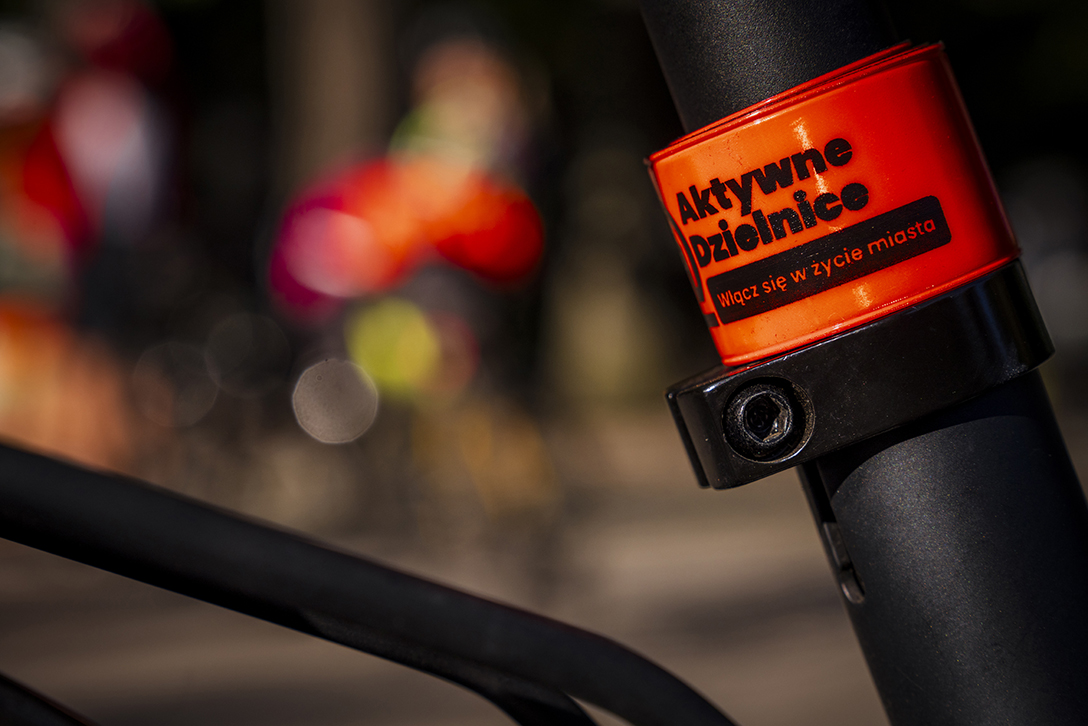 Aktywne
Dzielnice
Włącz się w życie miasta